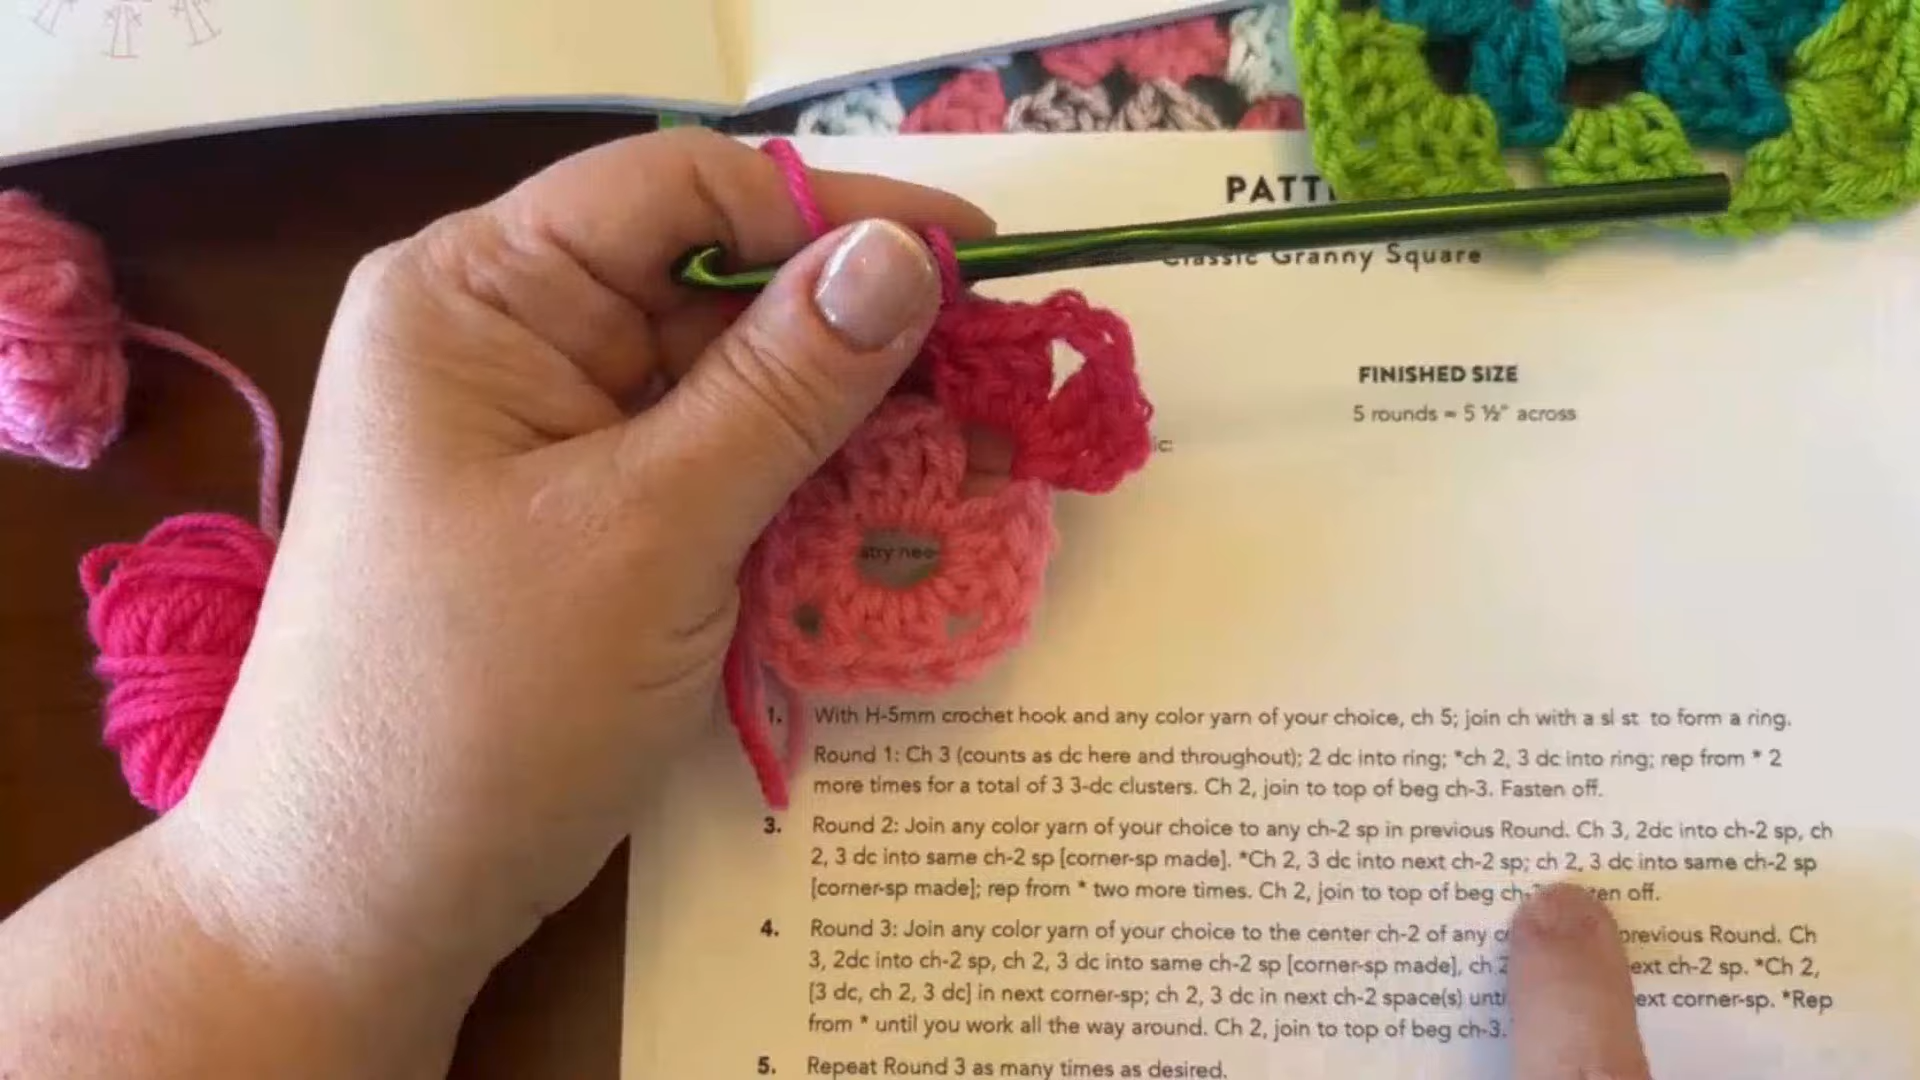 PATT
Classic Granny Square
FINISHED SIZE
5 rounds = 5 ½" across
ic:
stry nee
1. With H-5mm crochet hook and any color yarn of your choice, ch 5; join ch with a sl st to form a ring.
Round 1: Ch 3 (counts as dc here and throughout); 2 dc into ring; *ch 2, 3 dc into ring; rep from * 2
more times for a total of 3 3-dc clusters. Ch 2, join to top of beg ch-3. Fasten off.
3. Round 2: Join any color yarn of your choice to any ch-2 sp in previous Round. Ch 3, 2dc into ch-2 sp, ch
2, 3 dc into same ch-2 sp [corner-sp made]. *Ch 2, 3 dc into next ch-2 sp; ch 2, 3 dc into same ch-2 sp
[corner-sp made]; rep from * two more times. Ch 2, join to top of beg ch- en off.
4. Round 3: Join any color yarn of your choice to the center ch-2 of any c previous Round. Ch
3, 2dc into ch-2 sp, ch 2, 3 dc into same ch-2 sp [corner-sp made], ch 2 ext ch-2 sp. *Ch 2,
[3 dc, ch 2, 3 dc] in next corner-sp; ch 2, 3 dc in next ch-2 space(s) unti ext corner-sp. *Rep
from * until you work all the way around. Ch 2, join to top of beg ch-3.
5. Repeat Round 3 as many times as desired.